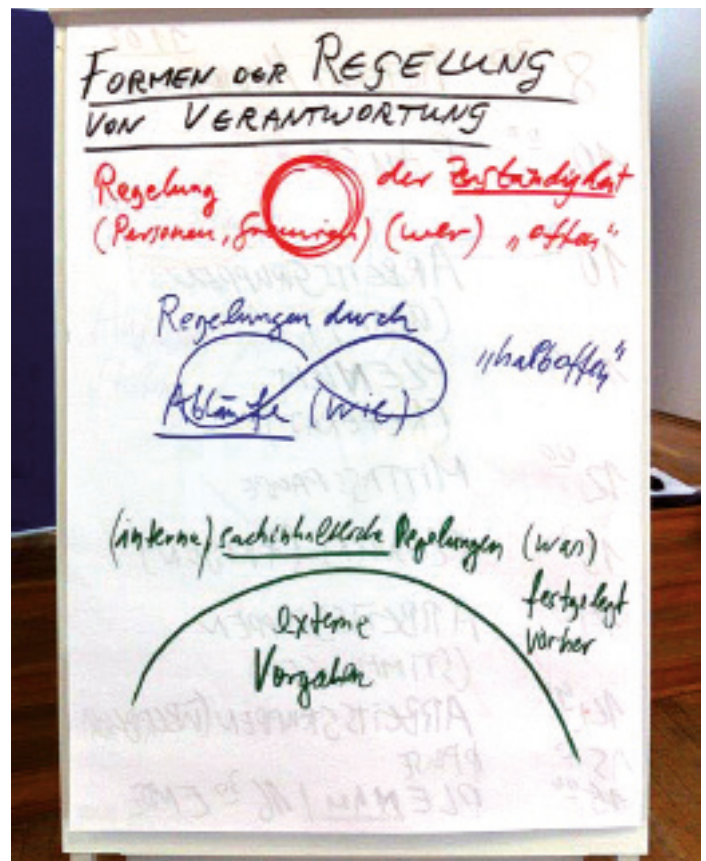 FORMEN DER REGELUNG
VON VERANTWORTUNG
Regelung der Zuständigkeit
(Personen, Gremien) (wer) „offen“
Regelungen durch
„halboffen“
Abläufe (wie)
(interne) sachinhaltliche Regelungen (was)
festgelegt
vorher
externe
Vorgaben